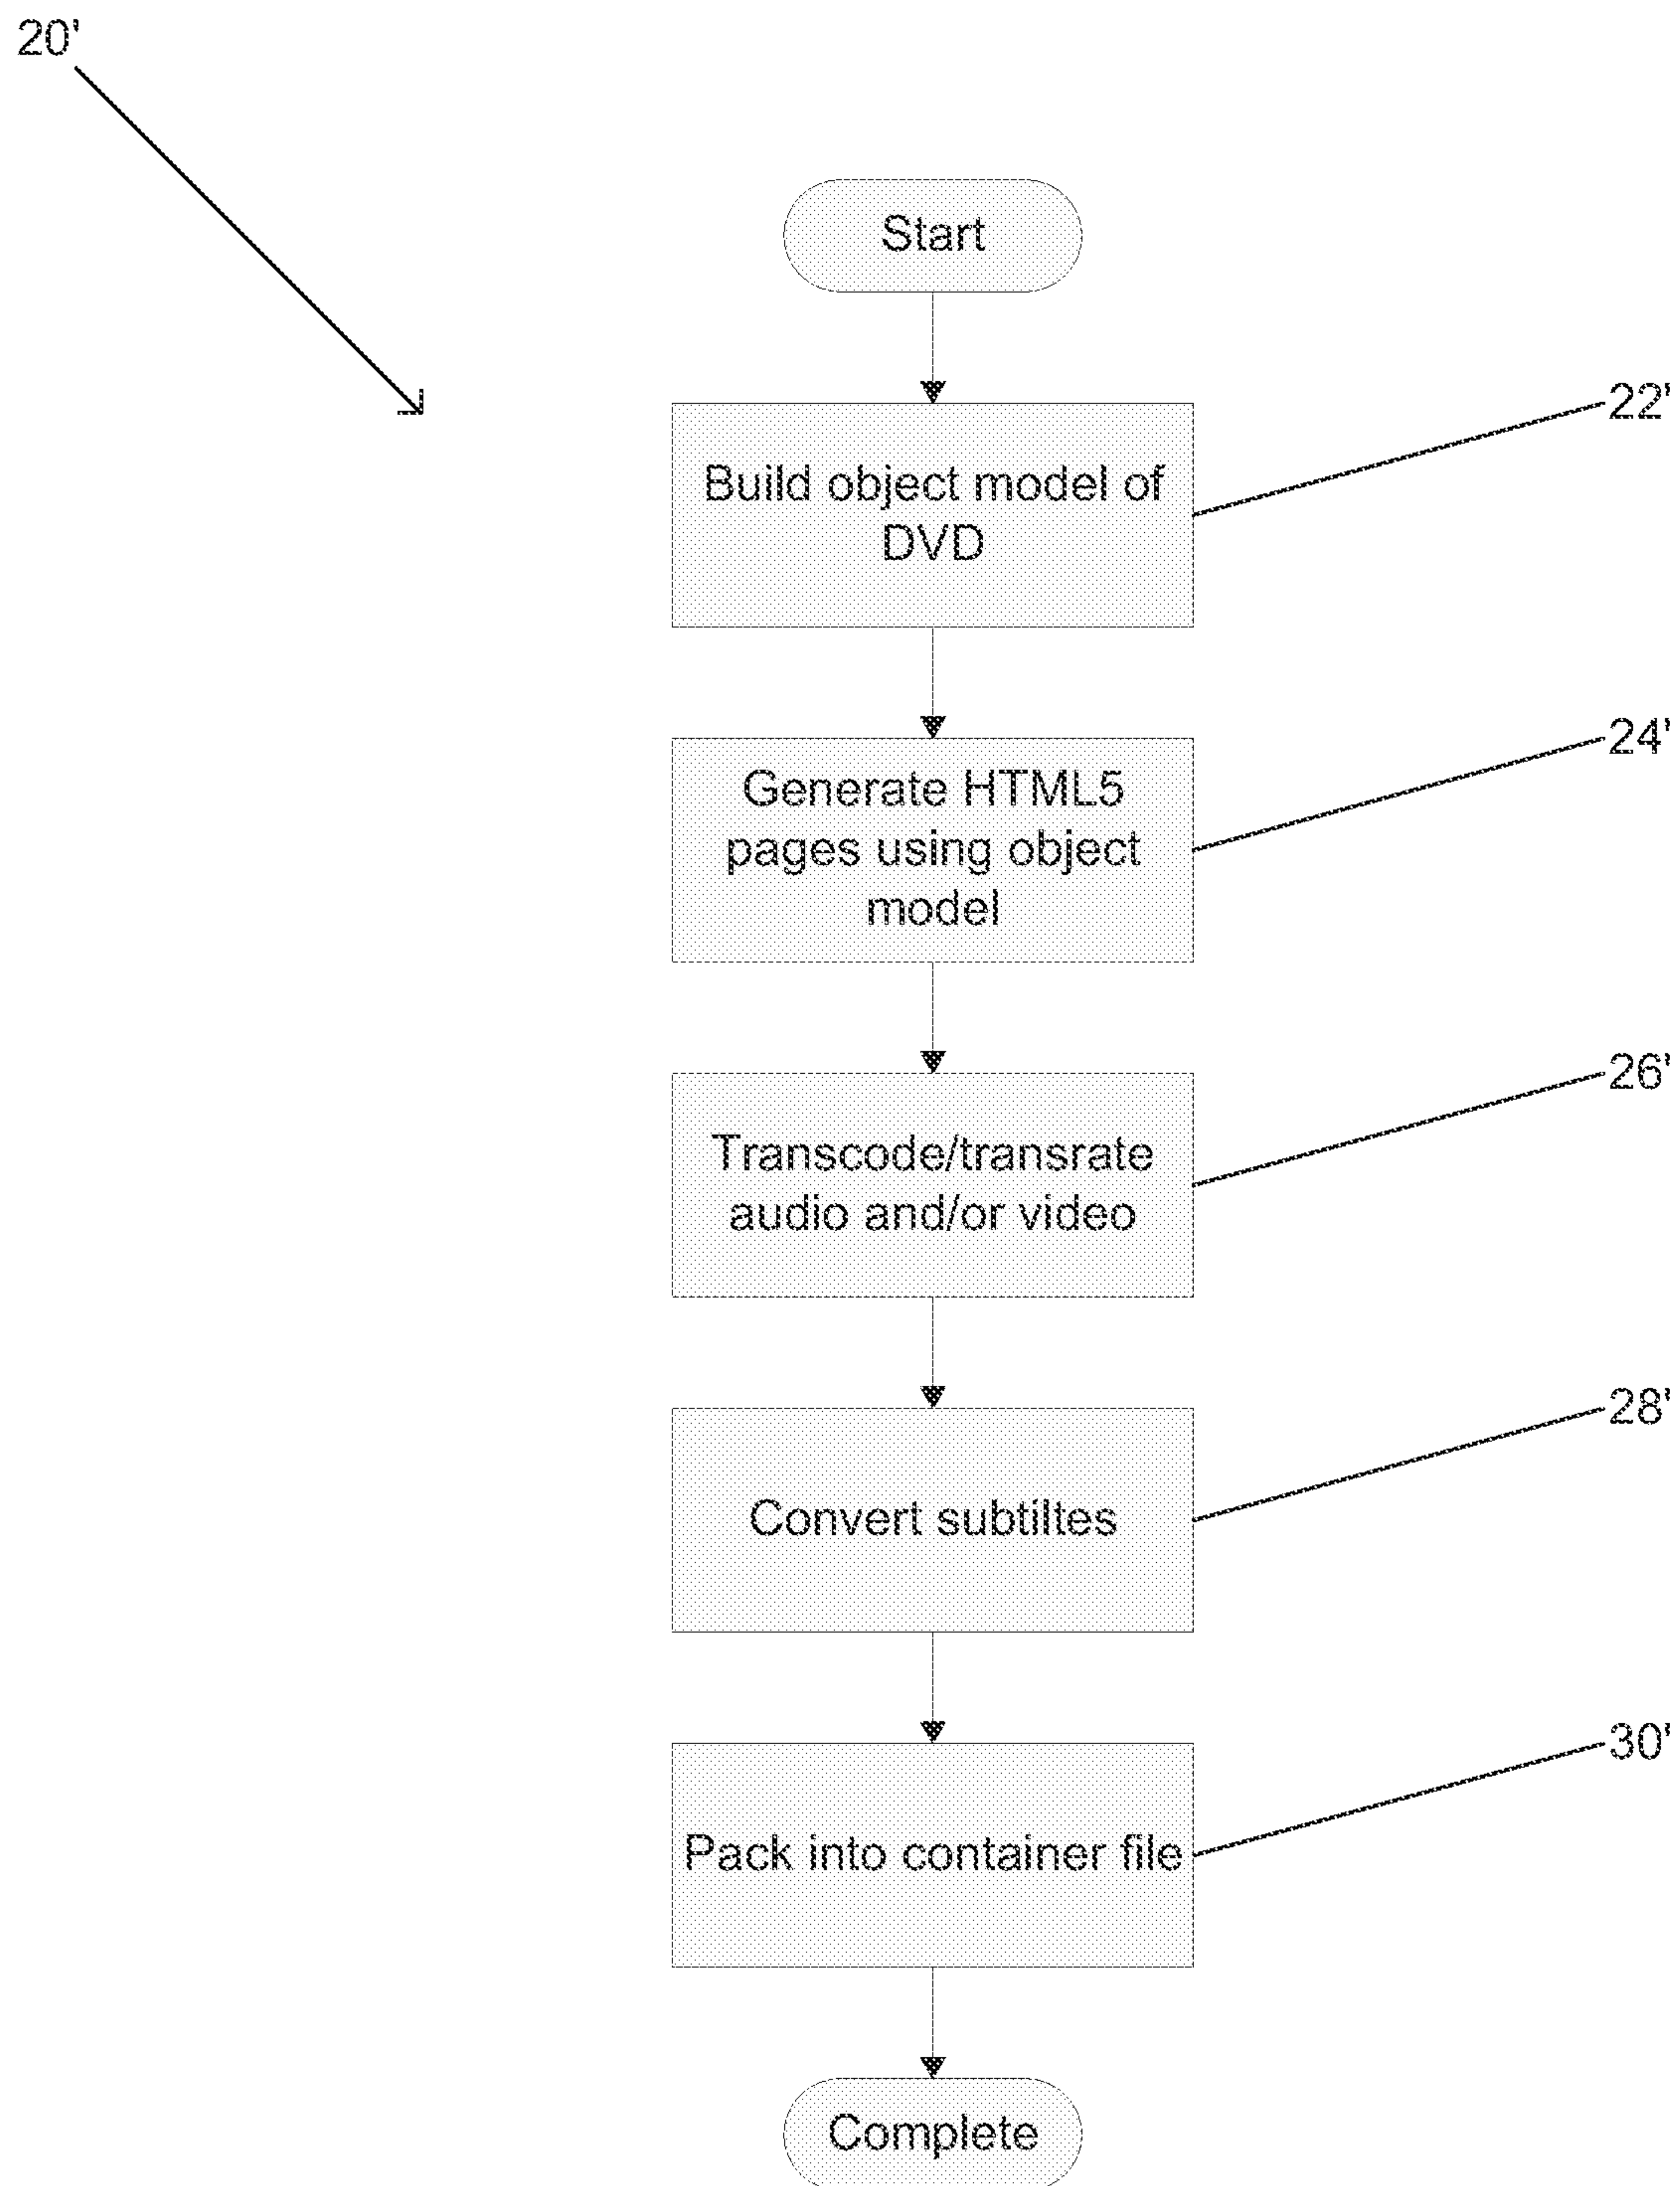 20'
Start
22'
Build object model of
DVD
24'
Generate HTML5
pages using object
model
26'
Transcode/transrate
audio and/or video
28'
Convert subtiltes
30'
Pack into container file
Complete